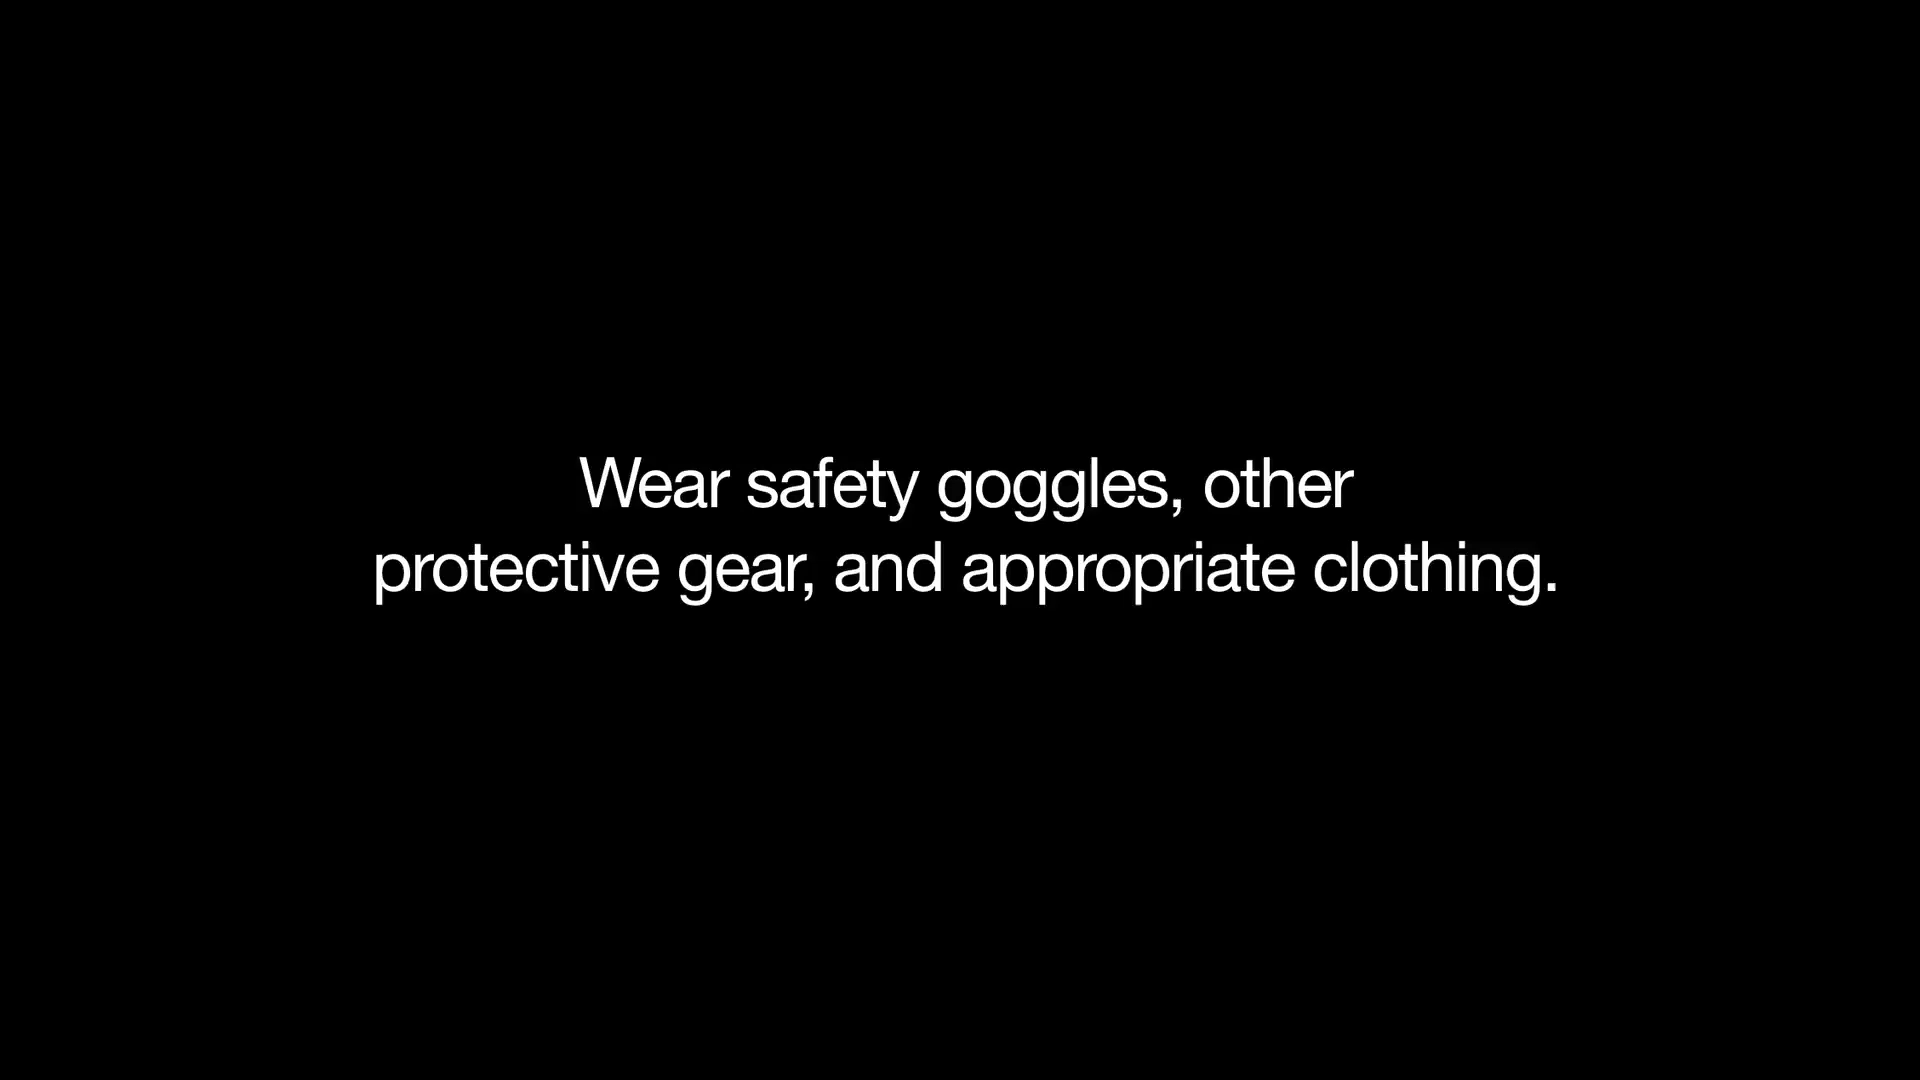 Wear safety goggles, other
protective gear, and appropriate clothing.